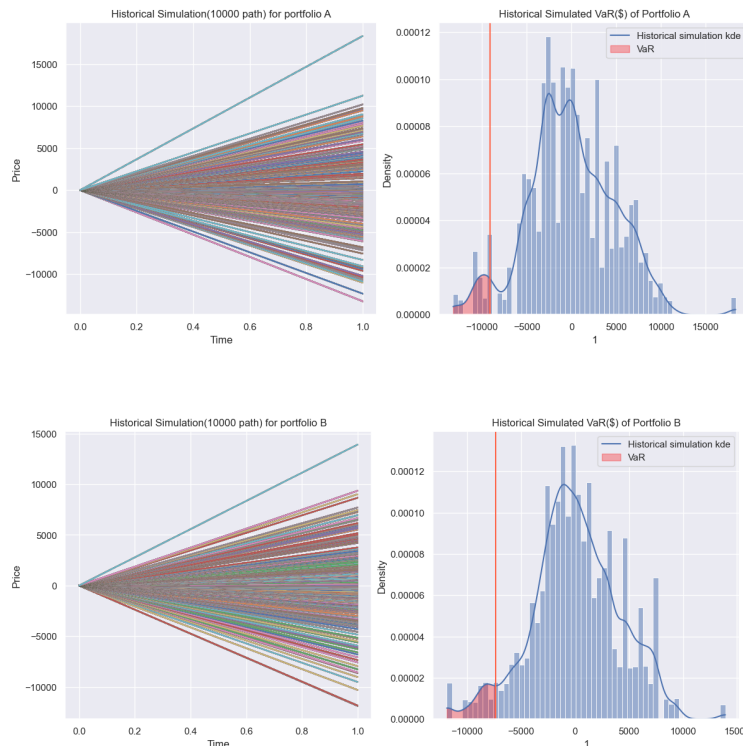 Historical Simulation(10000 path) for portfolio A
15000
10000
5000
0
−5000
−10000
Price
0.0 0.2 0.4 0.6 0.8 1.0
Time
Historical Simulated VaR($) of Portfolio A
Historical simulation kde
VaR
0.00012
0.00010
0.00008
0.00006
0.00004
0.00002
0.00000
Density
−10000 −5000 0 5000 10000 15000
1
Historical Simulation(10000 path) for portfolio B
15000
10000
5000
0
−5000
−10000
Price
0.0 0.2 0.4 0.6 0.8 1.0
Time
Historical Simulated VaR($) of Portfolio B
Historical simulation kde
VaR
0.00012
0.00010
0.00008
0.00006
0.00004
0.00002
0.00000
Density
−10000 −5000 0 5000 10000 1500
1